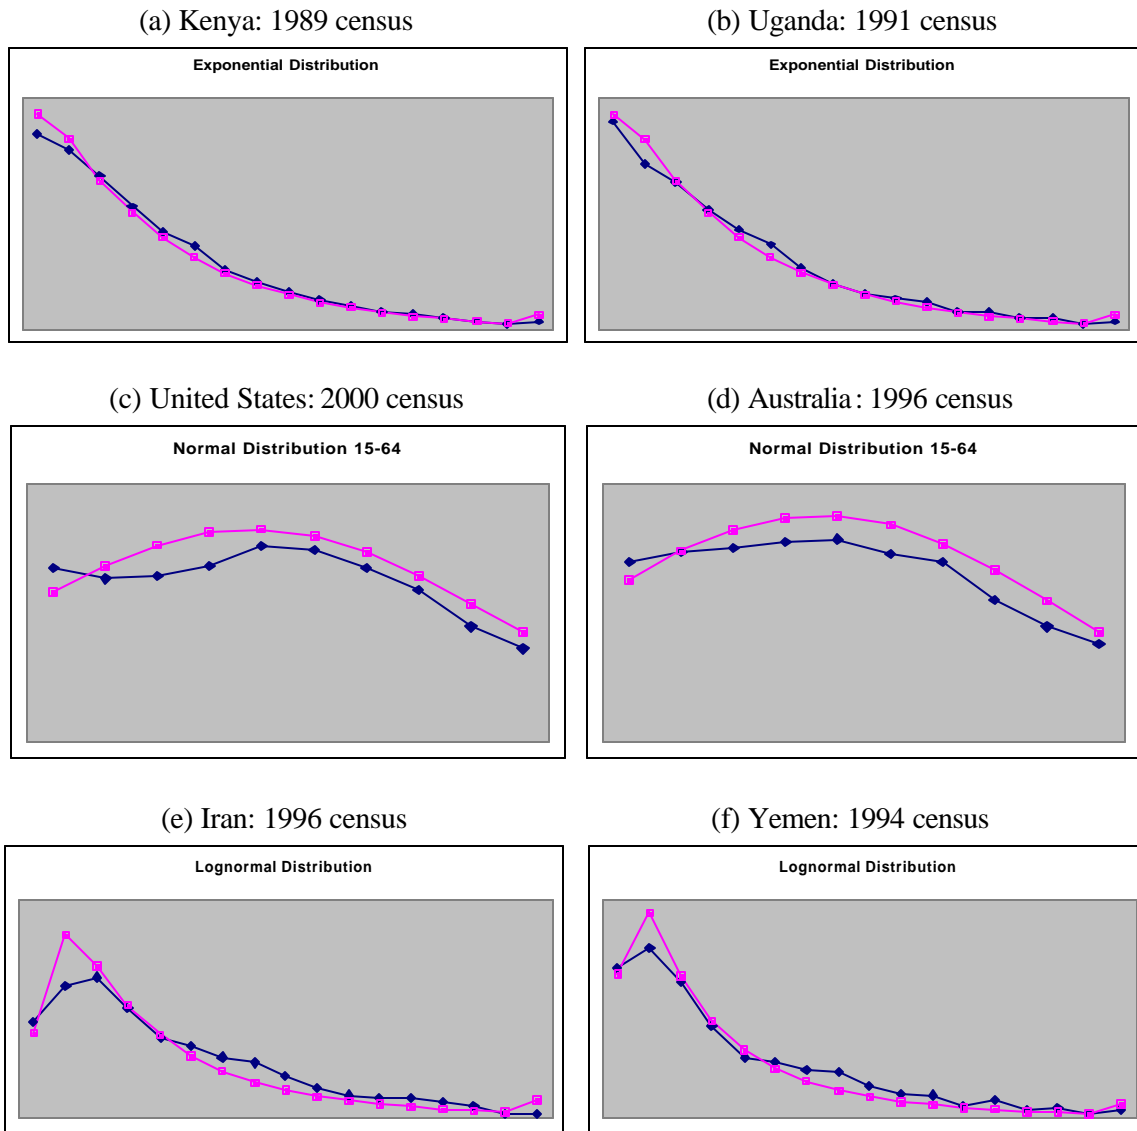 (a) Kenya: 1989 census
(b) Uganda: 1991 census
Exponential Distribution
Exponential Distribution
(c) United States: 2000 census
(d) Australia: 1996 census
Normal Distribution 15-64
Normal Distribution 15-64
(e) Iran: 1996 census
(f) Yemen: 1994 census
Lognormal Distribution
Lognormal Distribution